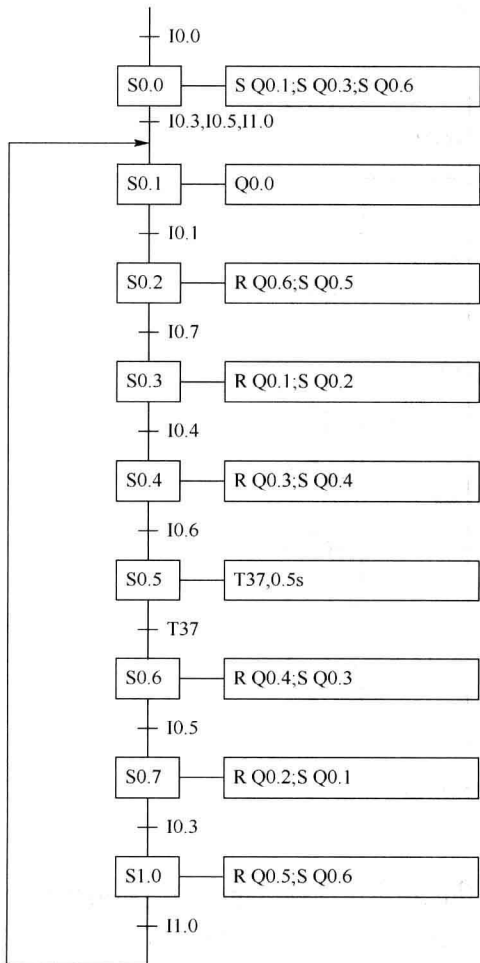 I0.0
S0.0 S Q0.1;S Q0.3;S Q0.6
I0.3,I0.5,I1.0
S0.1 Q0.0
I0.1
S0.2 R Q0.6;S Q0.5
I0.7
S0.3 R Q0.1;S Q0.2
I0.4
S0.4 R Q0.3;S Q0.4
I0.6
S0.5 T37,0.5s
T37
S0.6 R Q0.4;S Q0.3
I0.5
S0.7 R Q0.2;S Q0.1
I0.3
S1.0 R Q0.5;S Q0.6
I1.0